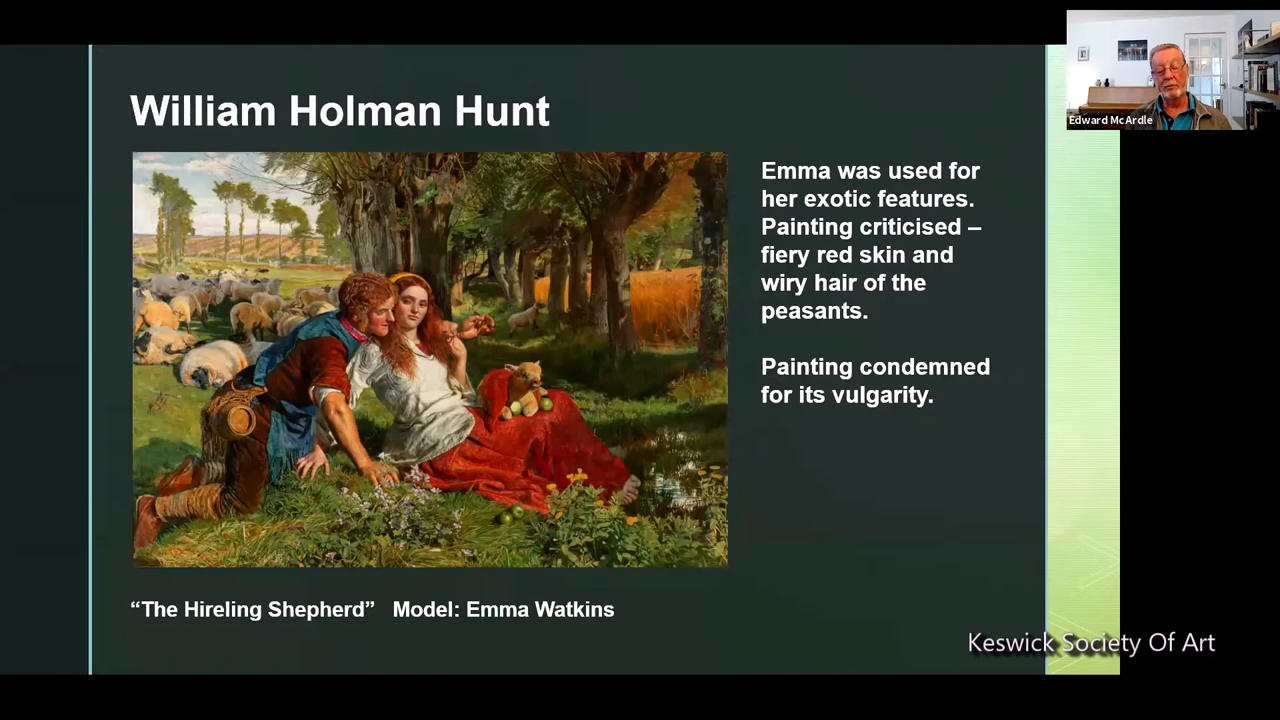 William Holman Hunt
Edward McArdle
Emma was used for
her exotic features.
Painting criticised –
fiery red skin and
wiry hair of the
peasants.
Painting condemned
for its vulgarity.
“The Hireling Shepherd” Model: Emma Watkins
Keswick Society Of Art